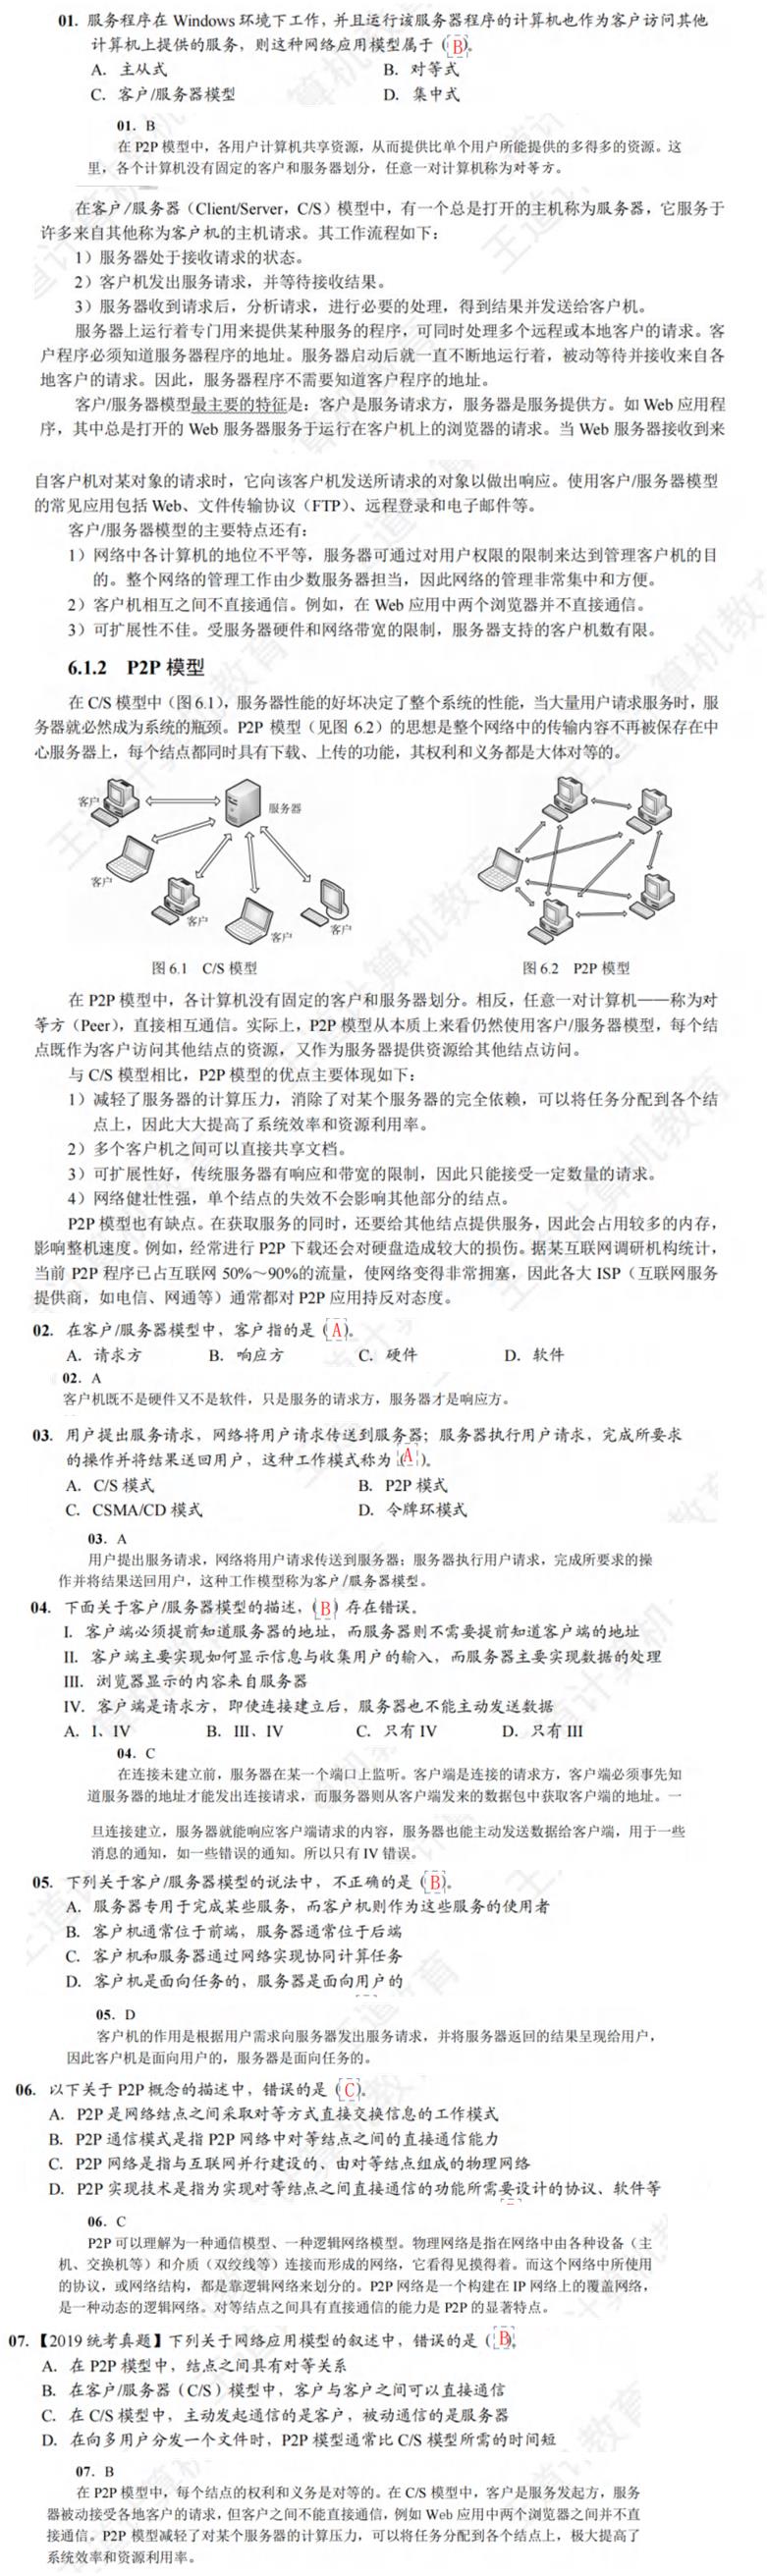 01. 服务程序在 Windows 环境下工作，并且运行该服务器程序的计算机也作为客户访问其他
计算机上提供的服务，则这种网络应用模型属于（B）。
A. 主从式 B. 对等式
C. 客户/服务器模型 D. 集中式
01. B
在 P2P 模型中，各用户计算机共享资源，从而提供比单个用户所能提供的多得多的资源。这
里，各个计算机没有固定的客户和服务器划分，任意一对计算机称为对等方。
在客户/服务器（Client/Server，C/S）模型中，有一个总是打开的主机称为服务器，它服务于
许多来自其他称为客户机的主机请求。其工作流程如下：
1）服务器处于接收请求的状态。
2）客户机发出服务请求，并等待接收结果。
3）服务器收到请求后，分析请求，进行必要的处理，得到结果并发送给客户机。
服务器上运行着专门用来提供某种服务的程序，可同时处理多个远程或本地客户的请求。客
户程序必须知道服务器程序的地址。服务器启动后就一直不断地运行着，被动等待并接收来自各
地客户的请求。因此，服务器程序不需要知道客户程序的地址。
客户/服务器模型最主要的特征是：客户是服务请求方，服务器是服务提供方。如 Web 应用程
序，其中总是打开的 Web 服务器服务于运行在客户机上的浏览器的请求。当 Web 服务器接收到来
自客户机对某对象的请求时，它向该客户机发送所请求的对象以做出响应。使用客户/服务器模型
的常见应用包括 Web、文件传输协议（FTP）、远程登录和电子邮件等。
客户/服务器模型的主要特点还有：
1）网络中各计算机的地位不平等，服务器可通过对用户权限的限制来达到管理客户机的目
的。整个网络的管理工作由少数服务器担当，因此网络的管理非常集中和方便。
2）客户机相互之间不直接通信。例如，在 Web 应用中两个浏览器并不直接通信。
3）可扩展性不佳。受服务器硬件和网络带宽的限制，服务器支持的客户机数有限。
6.1.2 P2P 模型
在 C/S 模型中（图 6.1），服务器性能的好坏决定了整个系统的性能，当大量用户请求服务时，服
务器就必然成为系统的瓶颈。P2P 模型（见图 6.2）的思想是整个网络中的传输内容不再被保存在中
心服务器上，每个结点都同时具有下载、上传的功能，其权利和义务都是大体对等的。
客户
服务器
客户
客户
客户
客户
图 6.1 C/S 模型 图 6.2 P2P 模型
在 P2P 模型中，各计算机没有固定的客户和服务器划分。相反，任意一对计算机——称为对
等方（Peer），直接相互通信。实际上，P2P 模型从本质上来看仍然使用客户/服务器模型，每个结
点既作为客户访问其他结点的资源，又作为服务器提供资源给其他结点访问。
与 C/S 模型相比，P2P 模型的优点主要体现如下：
1）减轻了服务器的计算压力，消除了对某个服务器的完全依赖，可以将任务分配到各个结
点上，因此大大提高了系统效率和资源利用率。
2）多个客户机之间可以直接共享文档。
3）可扩展性好，传统服务器有响应和带宽的限制，因此只能接受一定数量的请求。
4）网络健壮性强，单个结点的失效不会影响其他部分的结点。
P2P 模型也有缺点。在获取服务的同时，还要给其他结点提供服务，因此会占用较多的内存，
影响整机速度。例如，经常进行 P2P 下载还会对硬盘造成较大的损伤。据某互联网调研机构统计，
当前 P2P 程序已占互联网 50%～90%的流量，使网络变得非常拥塞，因此各大 ISP（互联网服务
提供商，如电信、网通等）通常都对 P2P 应用持反对态度。
02. 在客户/服务器模型中，客户指的是（A）。
A. 请求方 B. 响应方 C. 硬件 D. 软件
02. A
客户机既不是硬件又不是软件，只是服务的请求方，服务器才是响应方。
03. 用户提出服务请求，网络将用户请求传送到服务器；服务器执行用户请求，完成所要求
的操作并将结果送回用户，这种工作模式称为（A）。
A. C/S 模式 B. P2P 模式
C. CSMA/CD 模式 D. 令牌环模式
03. A
用户提出服务请求，网络将用户请求传送到服务器；服务器执行用户请求，完成所要求的操
作并将结果送回用户，这种工作模型称为客户/服务器模型。
04. 下面关于客户/服务器模型的描述，（B）存在错误。
I. 客户端必须提前知道服务器的地址，而服务器则不需要提前知道客户端的地址
II. 客户端主要实现如何显示信息与收集用户的输入，而服务器主要实现数据的处理
III. 浏览器显示的内容来自服务器
IV. 客户端是请求方，即使连接建立后，服务器也不能主动发送数据
A. I、IV B. III、IV C. 只有 IV D. 只有 III
04. C
在连接未建立前，服务器在某一个端口上监听。客户端是连接的请求方，客户端必须事先知
道服务器的地址才能发出连接请求，而服务器则从客户端发来的数据包中获取客户端的地址。一
旦连接建立，服务器就能响应客户端请求的内容，服务器也能主动发送数据给客户端，用于一些
消息的通知，如一些错误的通知。所以只有 IV 错误。
05. 下列关于客户/服务器模型的说法中，不正确的是（B）。
A. 服务器专用于完成某些服务，而客户机则作为这些服务的使用者
B. 客户机通常位于前端，服务器通常位于后端
C. 客户机和服务器通过网络实现协同计算任务
D. 客户机是面向任务的，服务器是面向用户的
05. D
客户机的作用是根据用户需求向服务器发出服务请求，并将服务器返回的结果呈现给用户，
因此客户机是面向用户的，服务器是面向任务的。
06. 以下关于 P2P 概念的描述中，错误的是（C）。
A. P2P 是网络结点之间采取对等方式直接交换信息的工作模式
B. P2P 通信模式是指 P2P 网络中对等结点之间的直接通信能力
C. P2P 网络是指与互联网并行建设的、由对等结点组成的物理网络
D. P2P 实现技术是指为实现对等结点之间直接通信的功能所需要设计的协议、软件等
06. C
P2P 可以理解为一种通信模型、一种逻辑网络模型。物理网络是指在网络中由各种设备（主
机、交换机等）和介质（双绞线等）连接而形成的网络，它看得见摸得着。而这个网络中所使用
的协议，或网络结构，都是靠逻辑网络来划分的。P2P 网络是一个构建在 IP 网络上的覆盖网络，
是一种动态的逻辑网络。对等结点之间具有直接通信的能力是 P2P 的显著特点。
07.【2019 统考真题】下列关于网络应用模型的叙述中，错误的是（B）。
A. 在 P2P 模型中，结点之间具有对等关系
B. 在客户/服务器（C/S）模型中，客户与客户之间可以直接通信
C. 在 C/S 模型中，主动发起通信的是客户，被动通信的是服务器
D. 在向多用户分发一个文件时，P2P 模型通常比 C/S 模型所需的时间短
07. B
在 P2P 模型中，每个结点的权利和义务是对等的。在 C/S 模型中，客户是服务发起方，服务
器被动接受各地客户的请求，但客户之间不能直接通信，例如 Web 应用中两个浏览器之间并不直
接通信。P2P 模型减轻了对某个服务器的计算压力，可以将任务分配到各个结点上，极大提高了
系统效率和资源利用率。